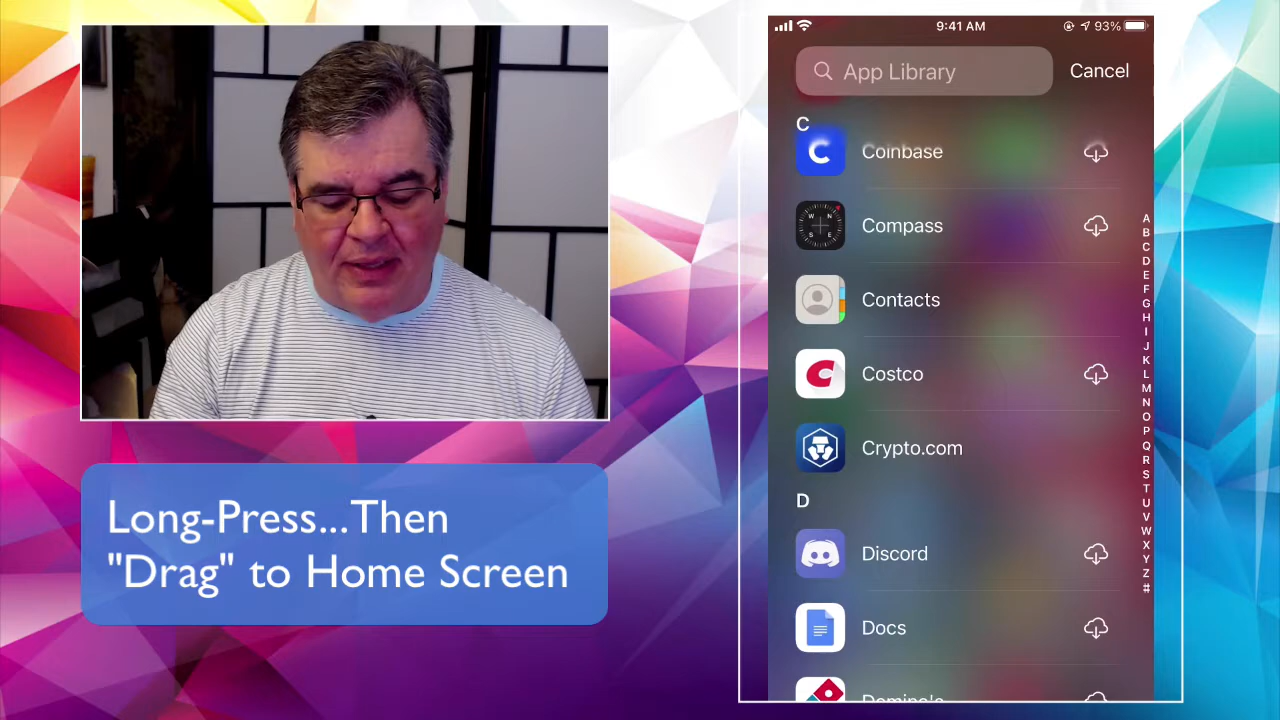 9:41 AM
93%
App Library
Cancel
C
Coinbase
Compass
Contacts
Costco
Crypto.com
D
Discord
Docs
Domino's
A
B
C
D
E
F
G
H
I
J
K
L
M
N
O
P
Q
R
S
T
U
V
W
X
Y
Z
#
W N
S E
Long-Press...Then
"Drag" to Home Screen